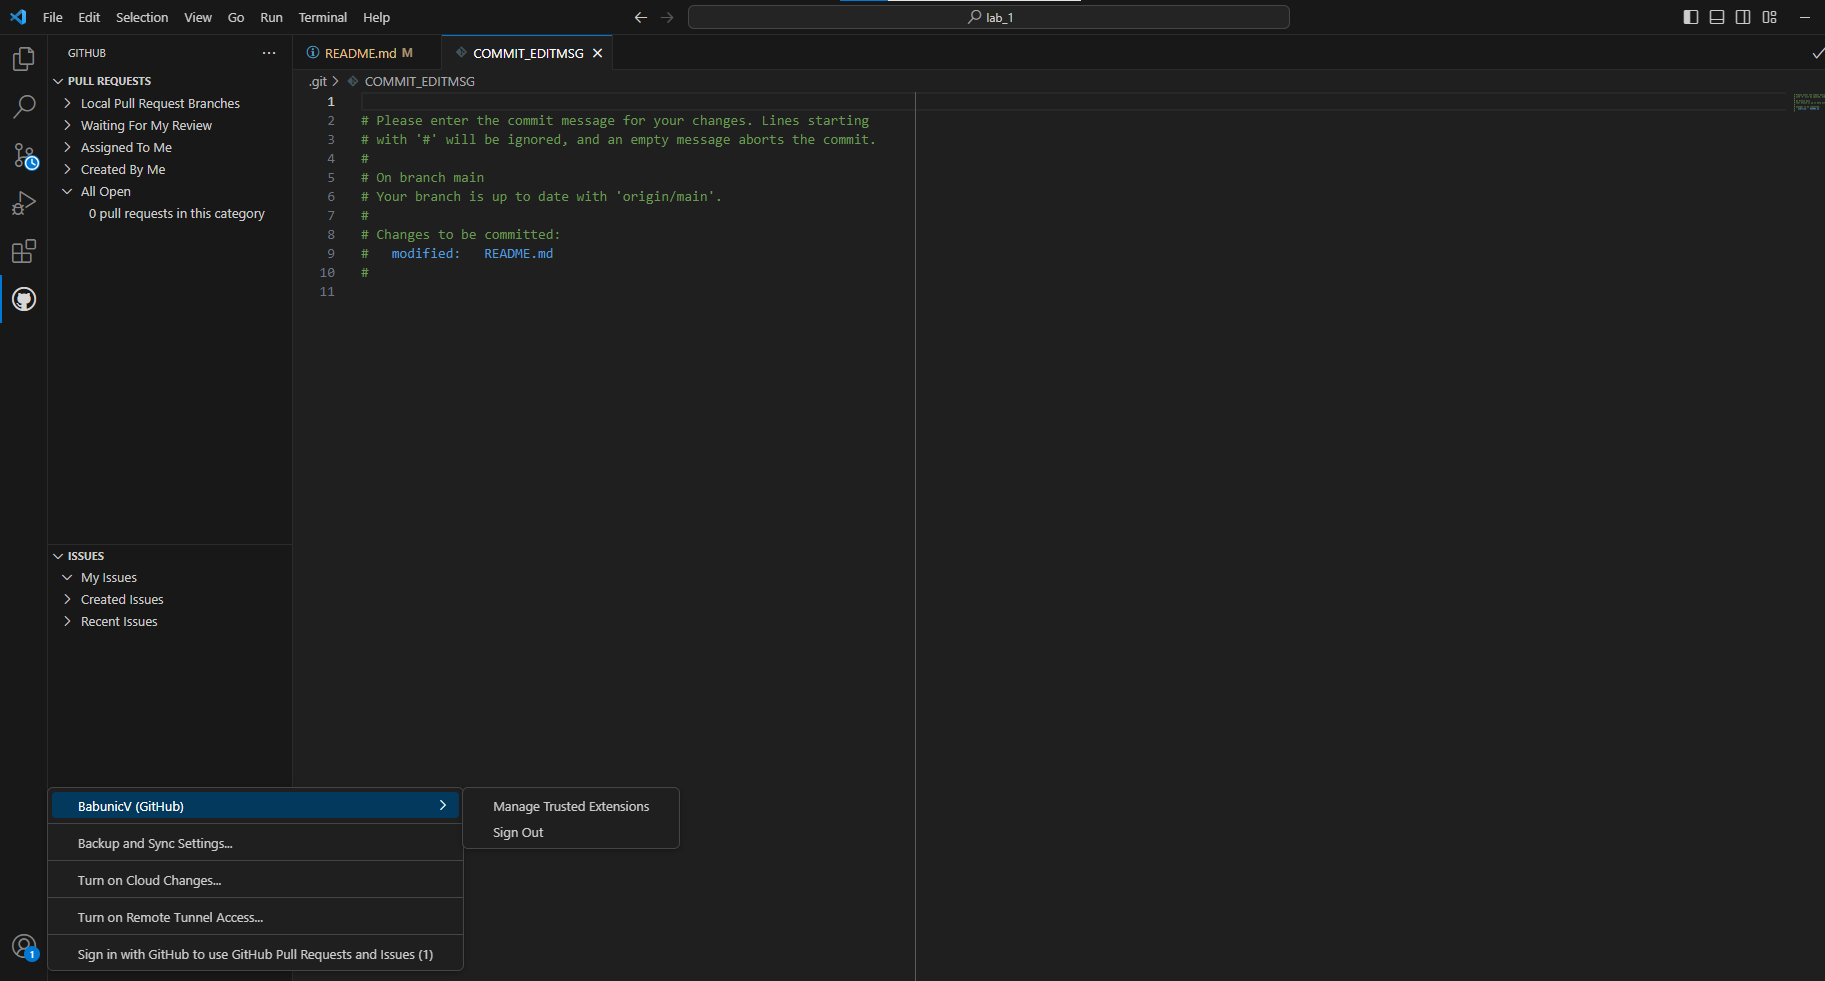 File Edit Selection View Go Run Terminal Help
lab_1
GITHUB
PULL REQUESTS
Local Pull Request Branches
Waiting For My Review
Assigned To Me
Created By Me
All Open
0 pull requests in this category
ISSUES
My Issues
Created Issues
Recent Issues
README.md M
COMMIT_EDITMSG
.git > COMMIT_EDITMSG
1
2 # Please enter the commit message for your changes. Lines starting
3 # with '#' will be ignored, and an empty message aborts the commit.
4 #
5 # On branch main
6 # Your branch is up to date with 'origin/main'.
7 #
8 # Changes to be committed:
9 # modified: README.md
10 #
11
BabunicV (GitHub)
Manage Trusted Extensions
Sign Out
Backup and Sync Settings...
Turn on Cloud Changes...
Turn on Remote Tunnel Access...
Sign in with GitHub to use GitHub Pull Requests and Issues (1)
1